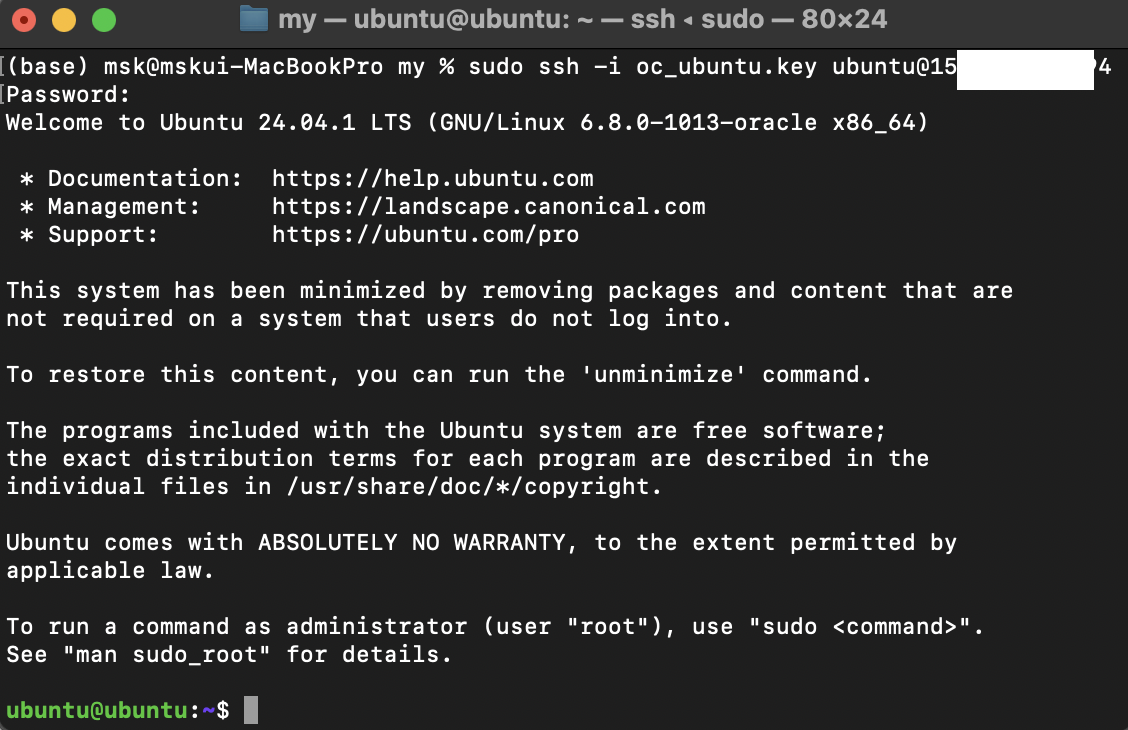 my — ubuntu@ubuntu: ~ — ssh ◂ sudo — 80×24
(base) msk@mskui-MacBookPro my % sudo ssh -i oc_ubuntu.key ubuntu@15 4
Password:
Welcome to Ubuntu 24.04.1 LTS (GNU/Linux 6.8.0-1013-oracle x86_64)
* Documentation:  https://help.ubuntu.com
* Management:     https://landscape.canonical.com
* Support:        https://ubuntu.com/pro
This system has been minimized by removing packages and content that are
not required on a system that users do not log into.
To restore this content, you can run the 'unminimize' command.
The programs included with the Ubuntu system are free software;
the exact distribution terms for each program are described in the
individual files in /usr/share/doc/*/copyright.
Ubuntu comes with ABSOLUTELY NO WARRANTY, to the extent permitted by
applicable law.
To run a command as administrator (user "root"), use "sudo <command>".
See "man sudo_root" for details.
ubuntu@ubuntu:~$